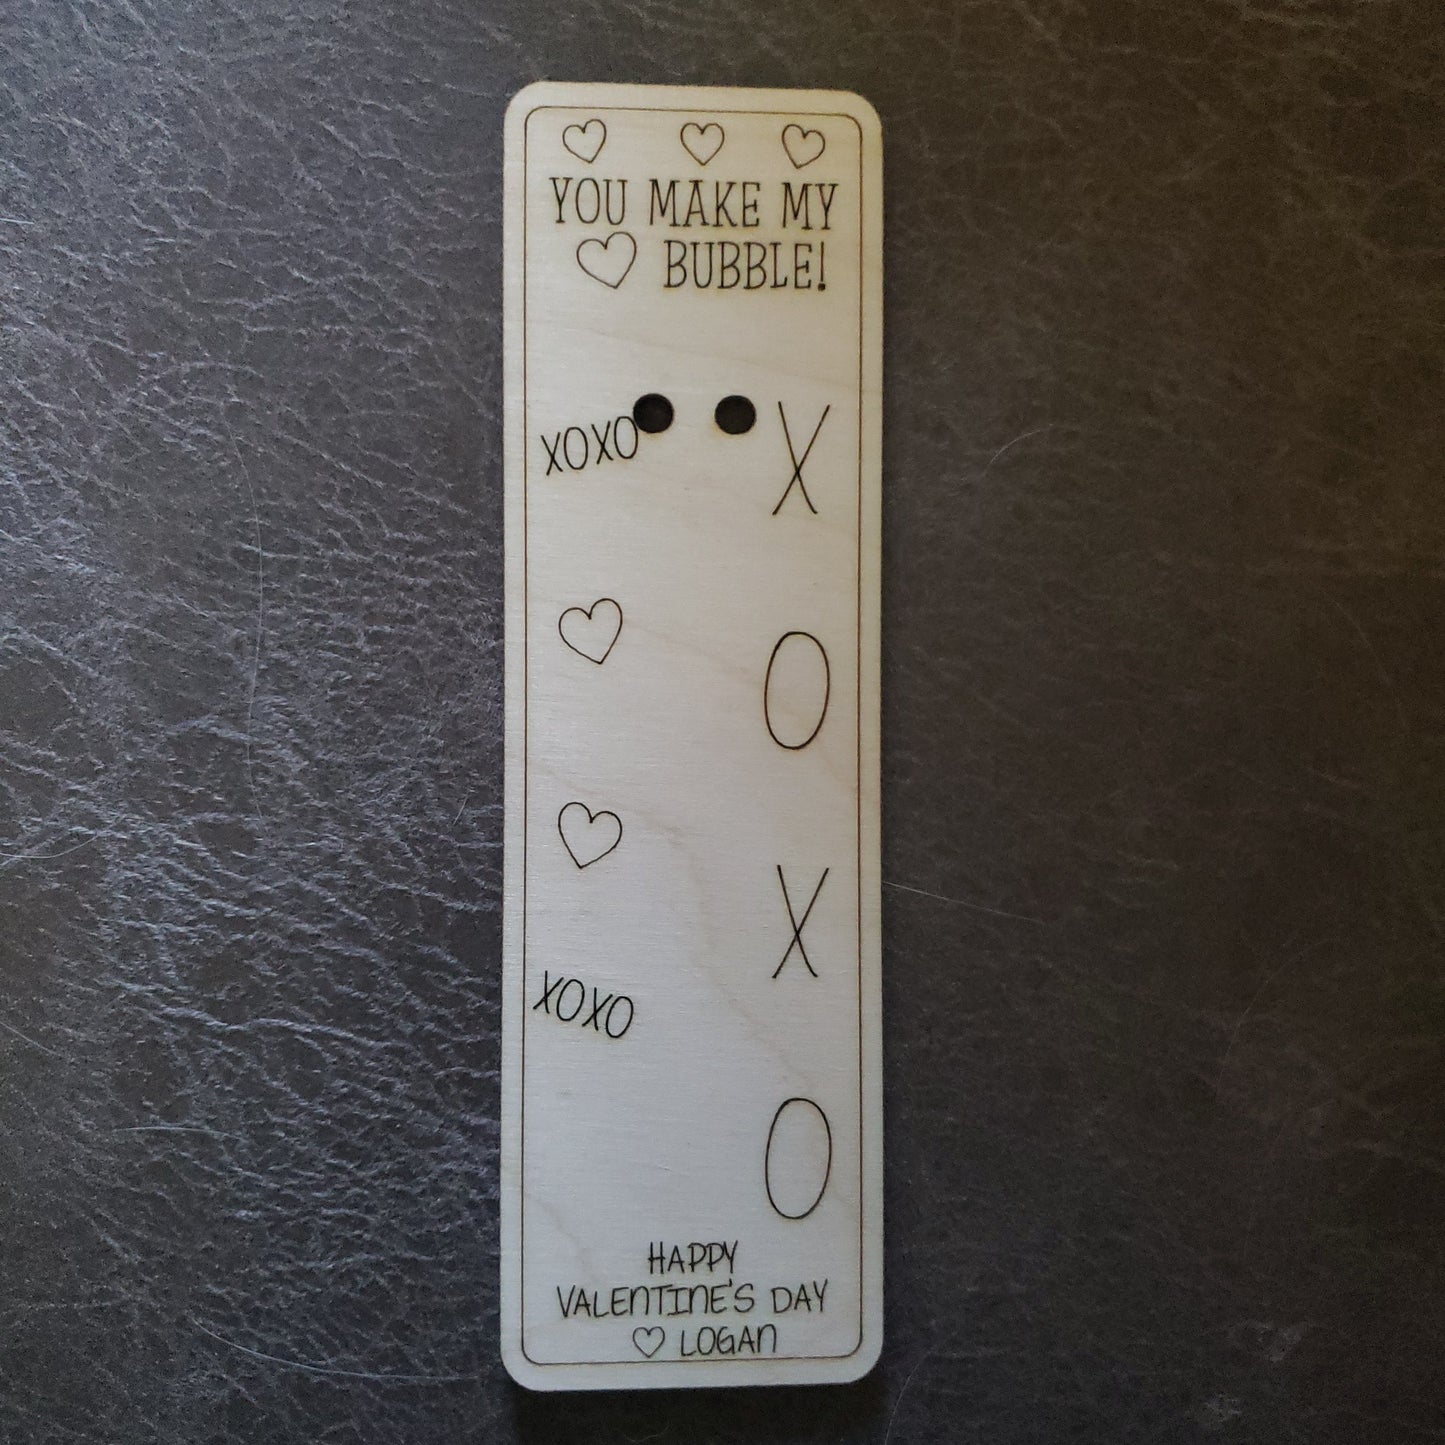 YOU MAKE MY
♡ BUBBLE!
XOXO
X
O
X
XOXO
O
HAPPY
VALENTINE'S DAY
♡ LOGAN